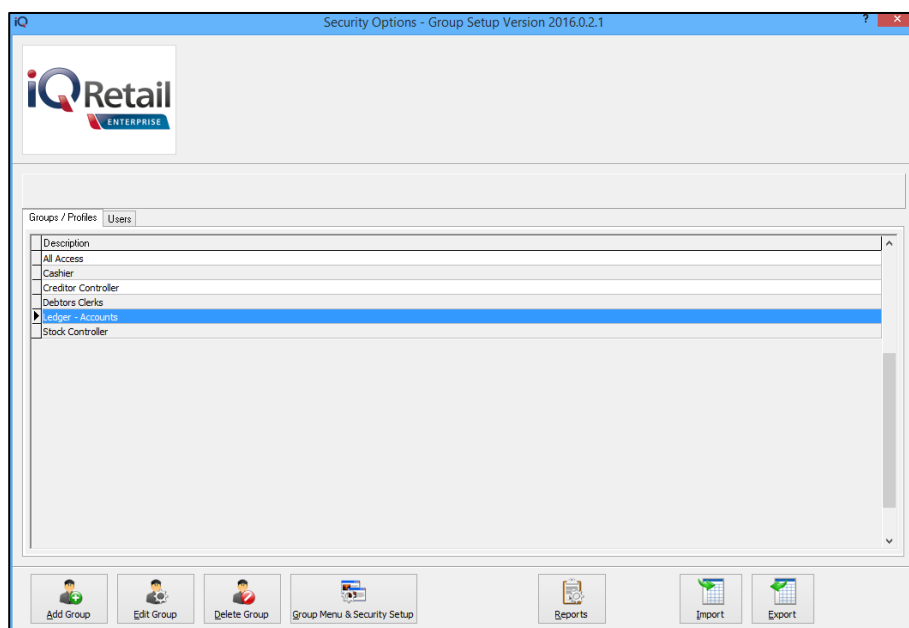 iQ
Security Options - Group Setup Version 2016.0.2.1
?
iQ Retail
ENTERPRISE
Groups / Profiles
Users
Description
All Access
Cashier
Creditor Controller
Debtors Clerks
Ledger - Accounts
Stock Controller
Add Group
Edit Group
Delete Group
Group Menu & Security Setup
Reports
Import
Export